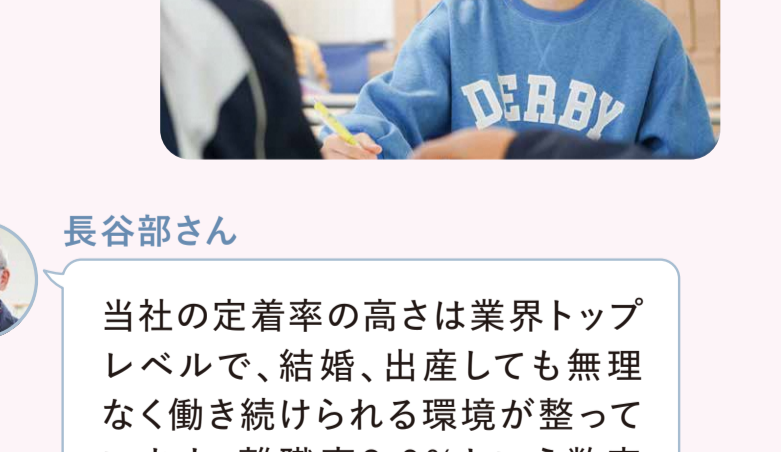 DERBY
長谷部さん
当社の定着率の高さは業界トップ
レベルで、結婚、出産しても無理
なく働き続けられる環境が整って